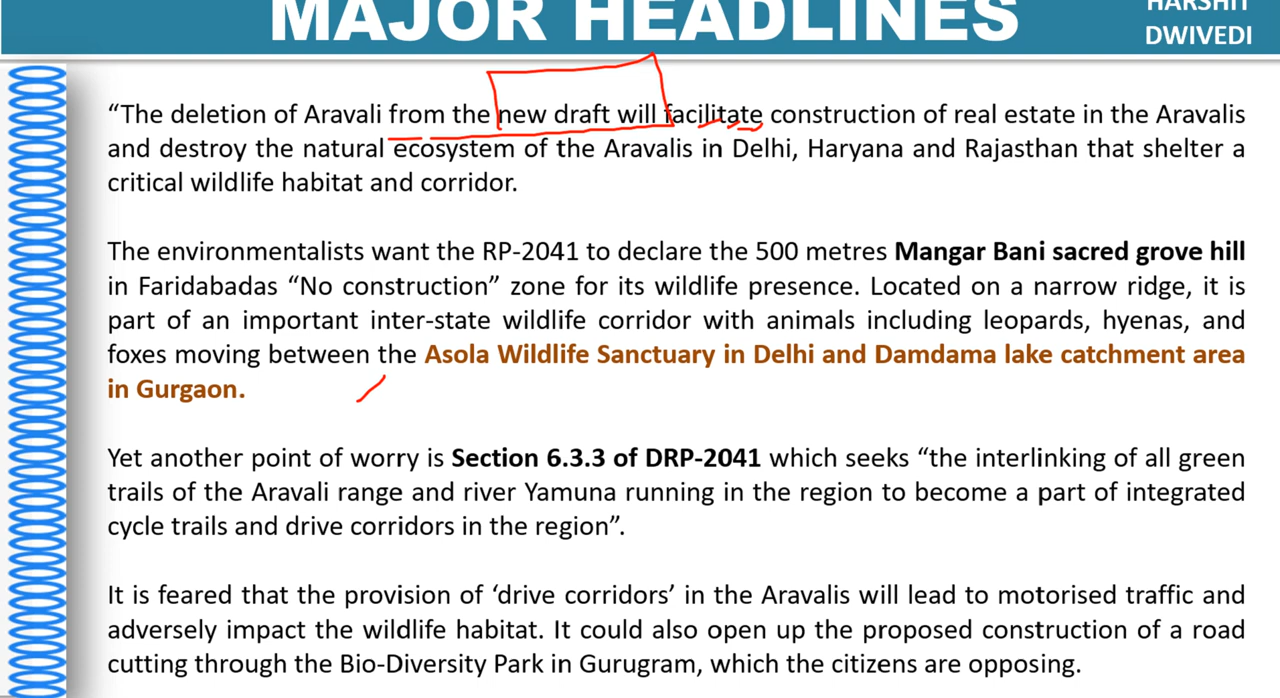 MAJOR HEADLINES
HARSHIT
DWIVEDI
“The deletion of Aravali from the new draft will facilitate construction of real estate in the Aravalis
and destroy the natural ecosystem of the Aravalis in Delhi, Haryana and Rajasthan that shelter a
critical wildlife habitat and corridor.
The environmentalists want the RP-2041 to declare the 500 metres Mangar Bani sacred grove hill
in Faridabadas “No construction” zone for its wildlife presence. Located on a narrow ridge, it is
part of an important inter-state wildlife corridor with animals including leopards, hyenas, and
foxes moving between the Asola Wildlife Sanctuary in Delhi and Damdama lake catchment area
in Gurgaon.
Yet another point of worry is Section 6.3.3 of DRP-2041 which seeks “the interlinking of all green
trails of the Aravali range and river Yamuna running in the region to become a part of integrated
cycle trails and drive corridors in the region”.
It is feared that the provision of ‘drive corridors’ in the Aravalis will lead to motorised traffic and
adversely impact the wildlife habitat. It could also open up the proposed construction of a road
cutting through the Bio-Diversity Park in Gurugram, which the citizens are opposing.